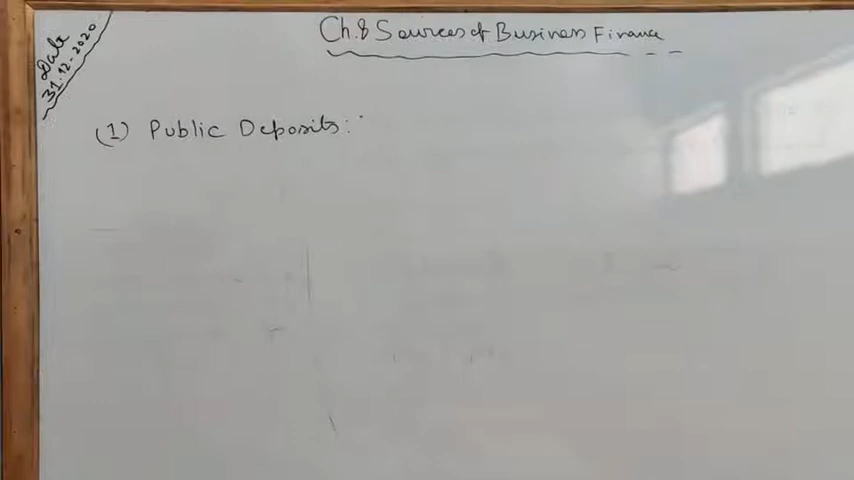 Date
31.12.2020
Ch.8 Sources of Business Finance
(1) Public Deposits: